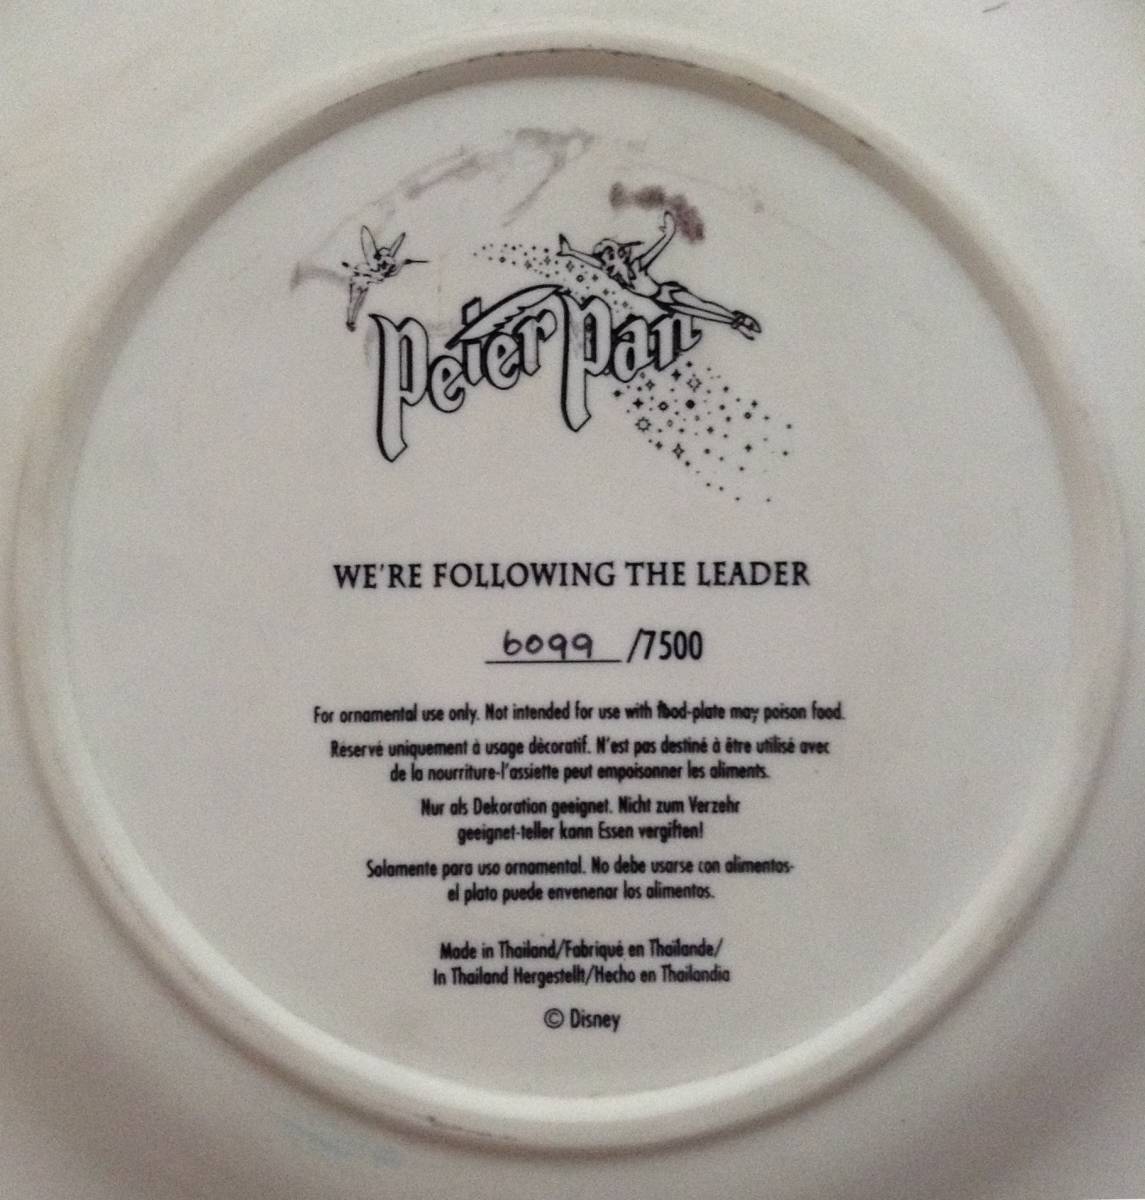 Peter Pan
WE'RE FOLLOWING THE LEADER
6099 /7500
For ornamental use only. Not intended for use with food-plate may poison food.
Réservé uniquement à usage décoratif. N'est pas destiné à être utilisé avec
de la nourriture-l'assiette peut empoisonner les aliments.
Nur als Dekoration geeignet. Nicht zum Verzehr
geeignet-teller kann Essen vergiften!
Solamente para uso ornamental. No debe usarse con alimentos-
el plato puede envenenar los alimentos.
Made in Thailand/Fabriqué en Thaïlande/
In Thailand Hergestellt/Hecho en Thailandia
© Disney